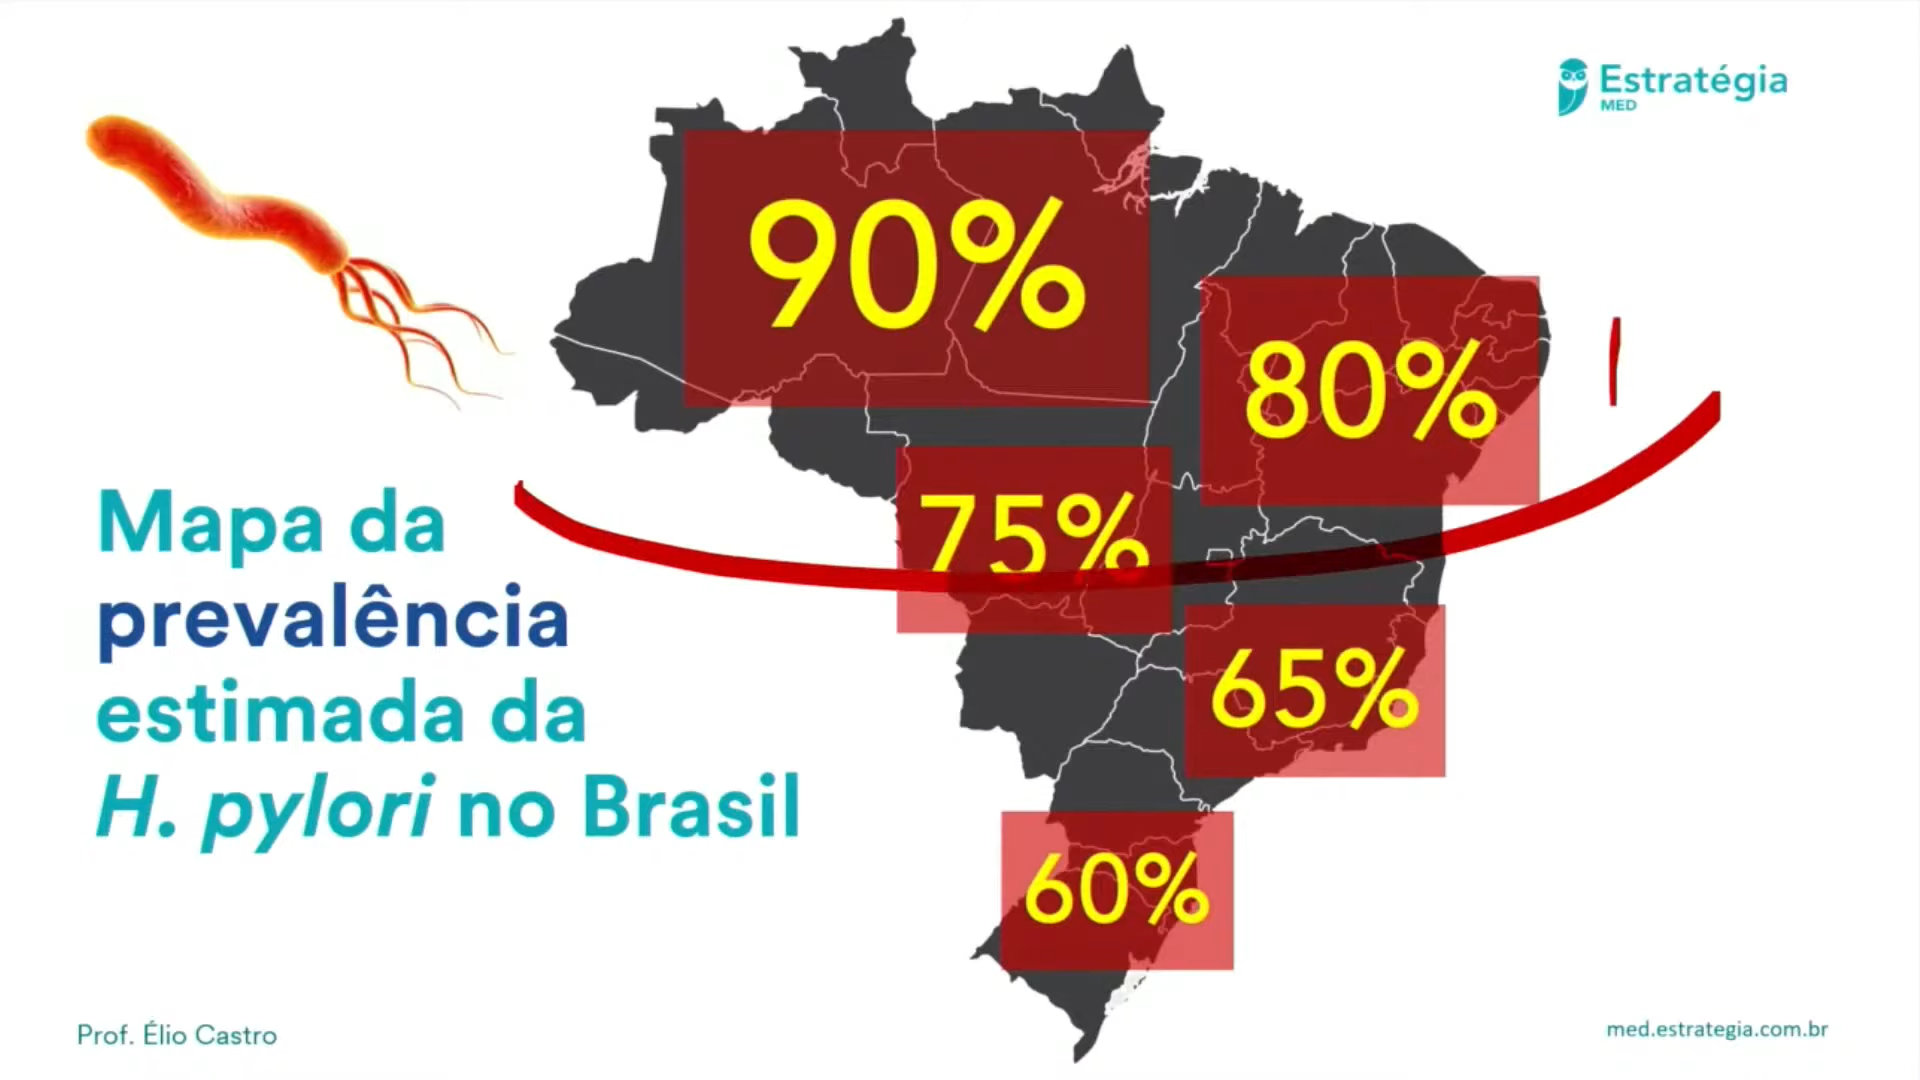 Estratégia
MED
90%
80%
75%
65%
60%
Mapa da
prevalência
estimada da
H. pylori no Brasil
Prof. Élio Castro
med.estrategia.com.br